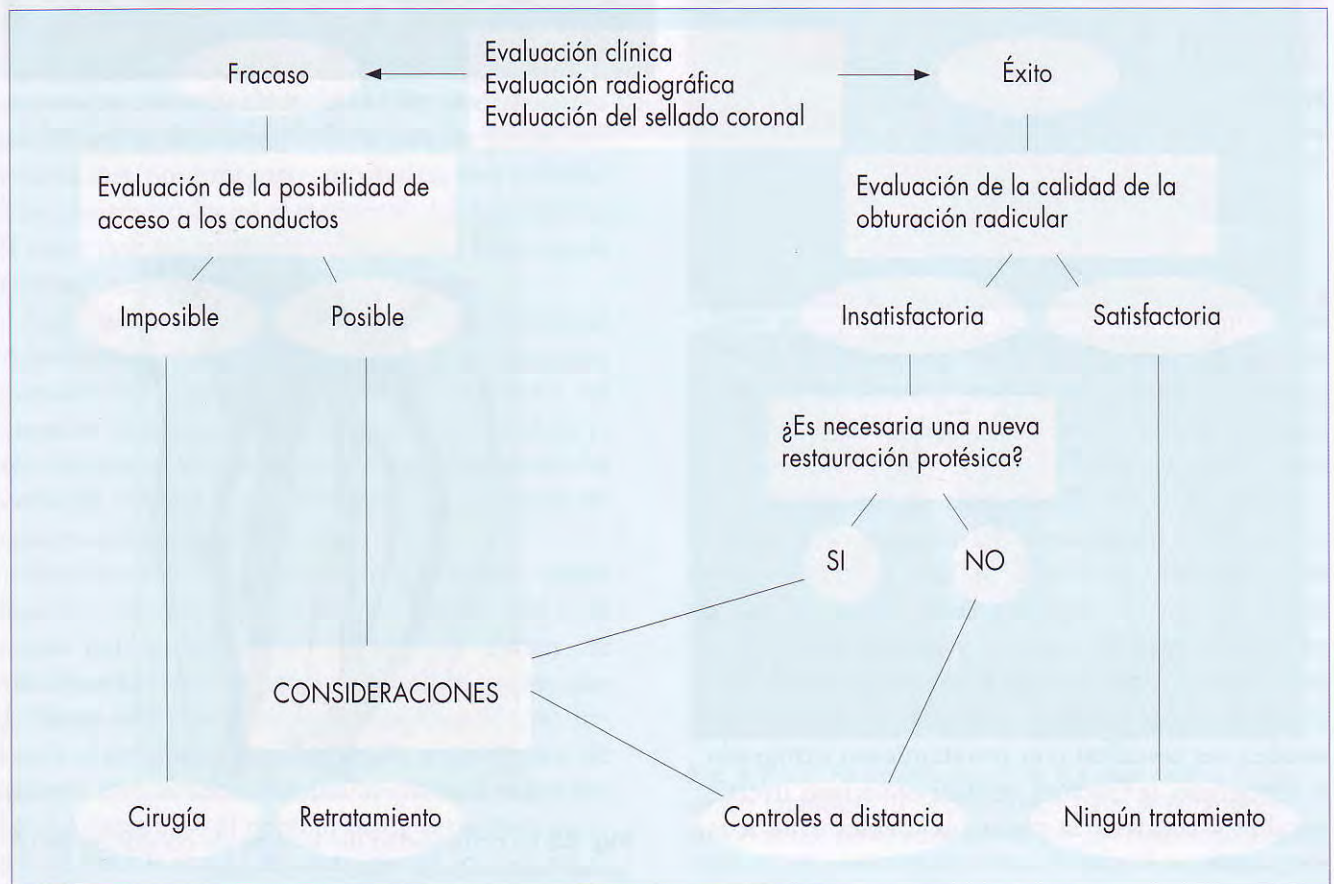 Fracaso
Evaluación clínica
Evaluación radiográfica
Evaluación del sellado coronal
Éxito
Evaluación de la posibilidad de
acceso a los conductos
Evaluación de la calidad de la
obturación radicular
Imposible
Posible
Insatisfactoria
Satisfactoria
¿Es necesaria una nueva
restauración protésica?
SI
NO
CONSIDERACIONES
Cirugía
Retratamiento
Controles a distancia
Ningún tratamiento